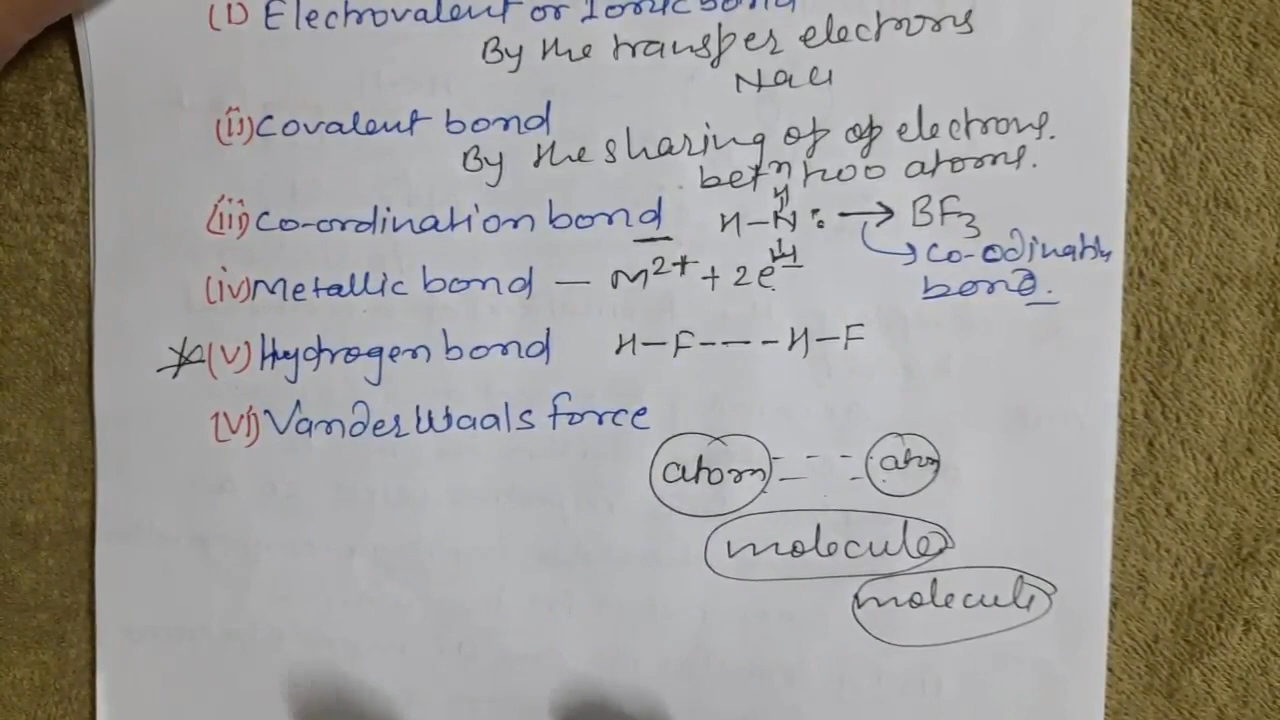 (i) Electrovalent or Ionic bond
By the transfer electrons
NaCl
(ii) Covalent bond
By the sharing of of electrons.
betn two atoms.
H
(iii) Co-ordination bond H-N: → BF3
H
Co-odinatn
bond.
(iv) Metallic bond - M2+ + 2e-
(v) Hydrogen bond H-F----H-F
(vi) Vander Waals force
atom --- atom
molecule
molecule